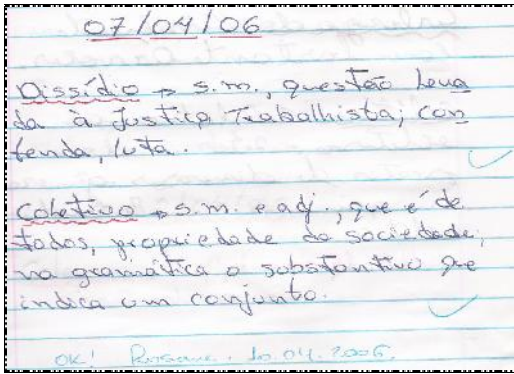 07/04/06
Dissídio → s.m., questão leva
da à Justiça Trabalhista; con
tenda, luta.
Coletivo → s.m. e adj., que é de
todos, propriedade da sociedade;
na gramática o substantivo que
indica um conjunto.
OK! 10.04.2006.